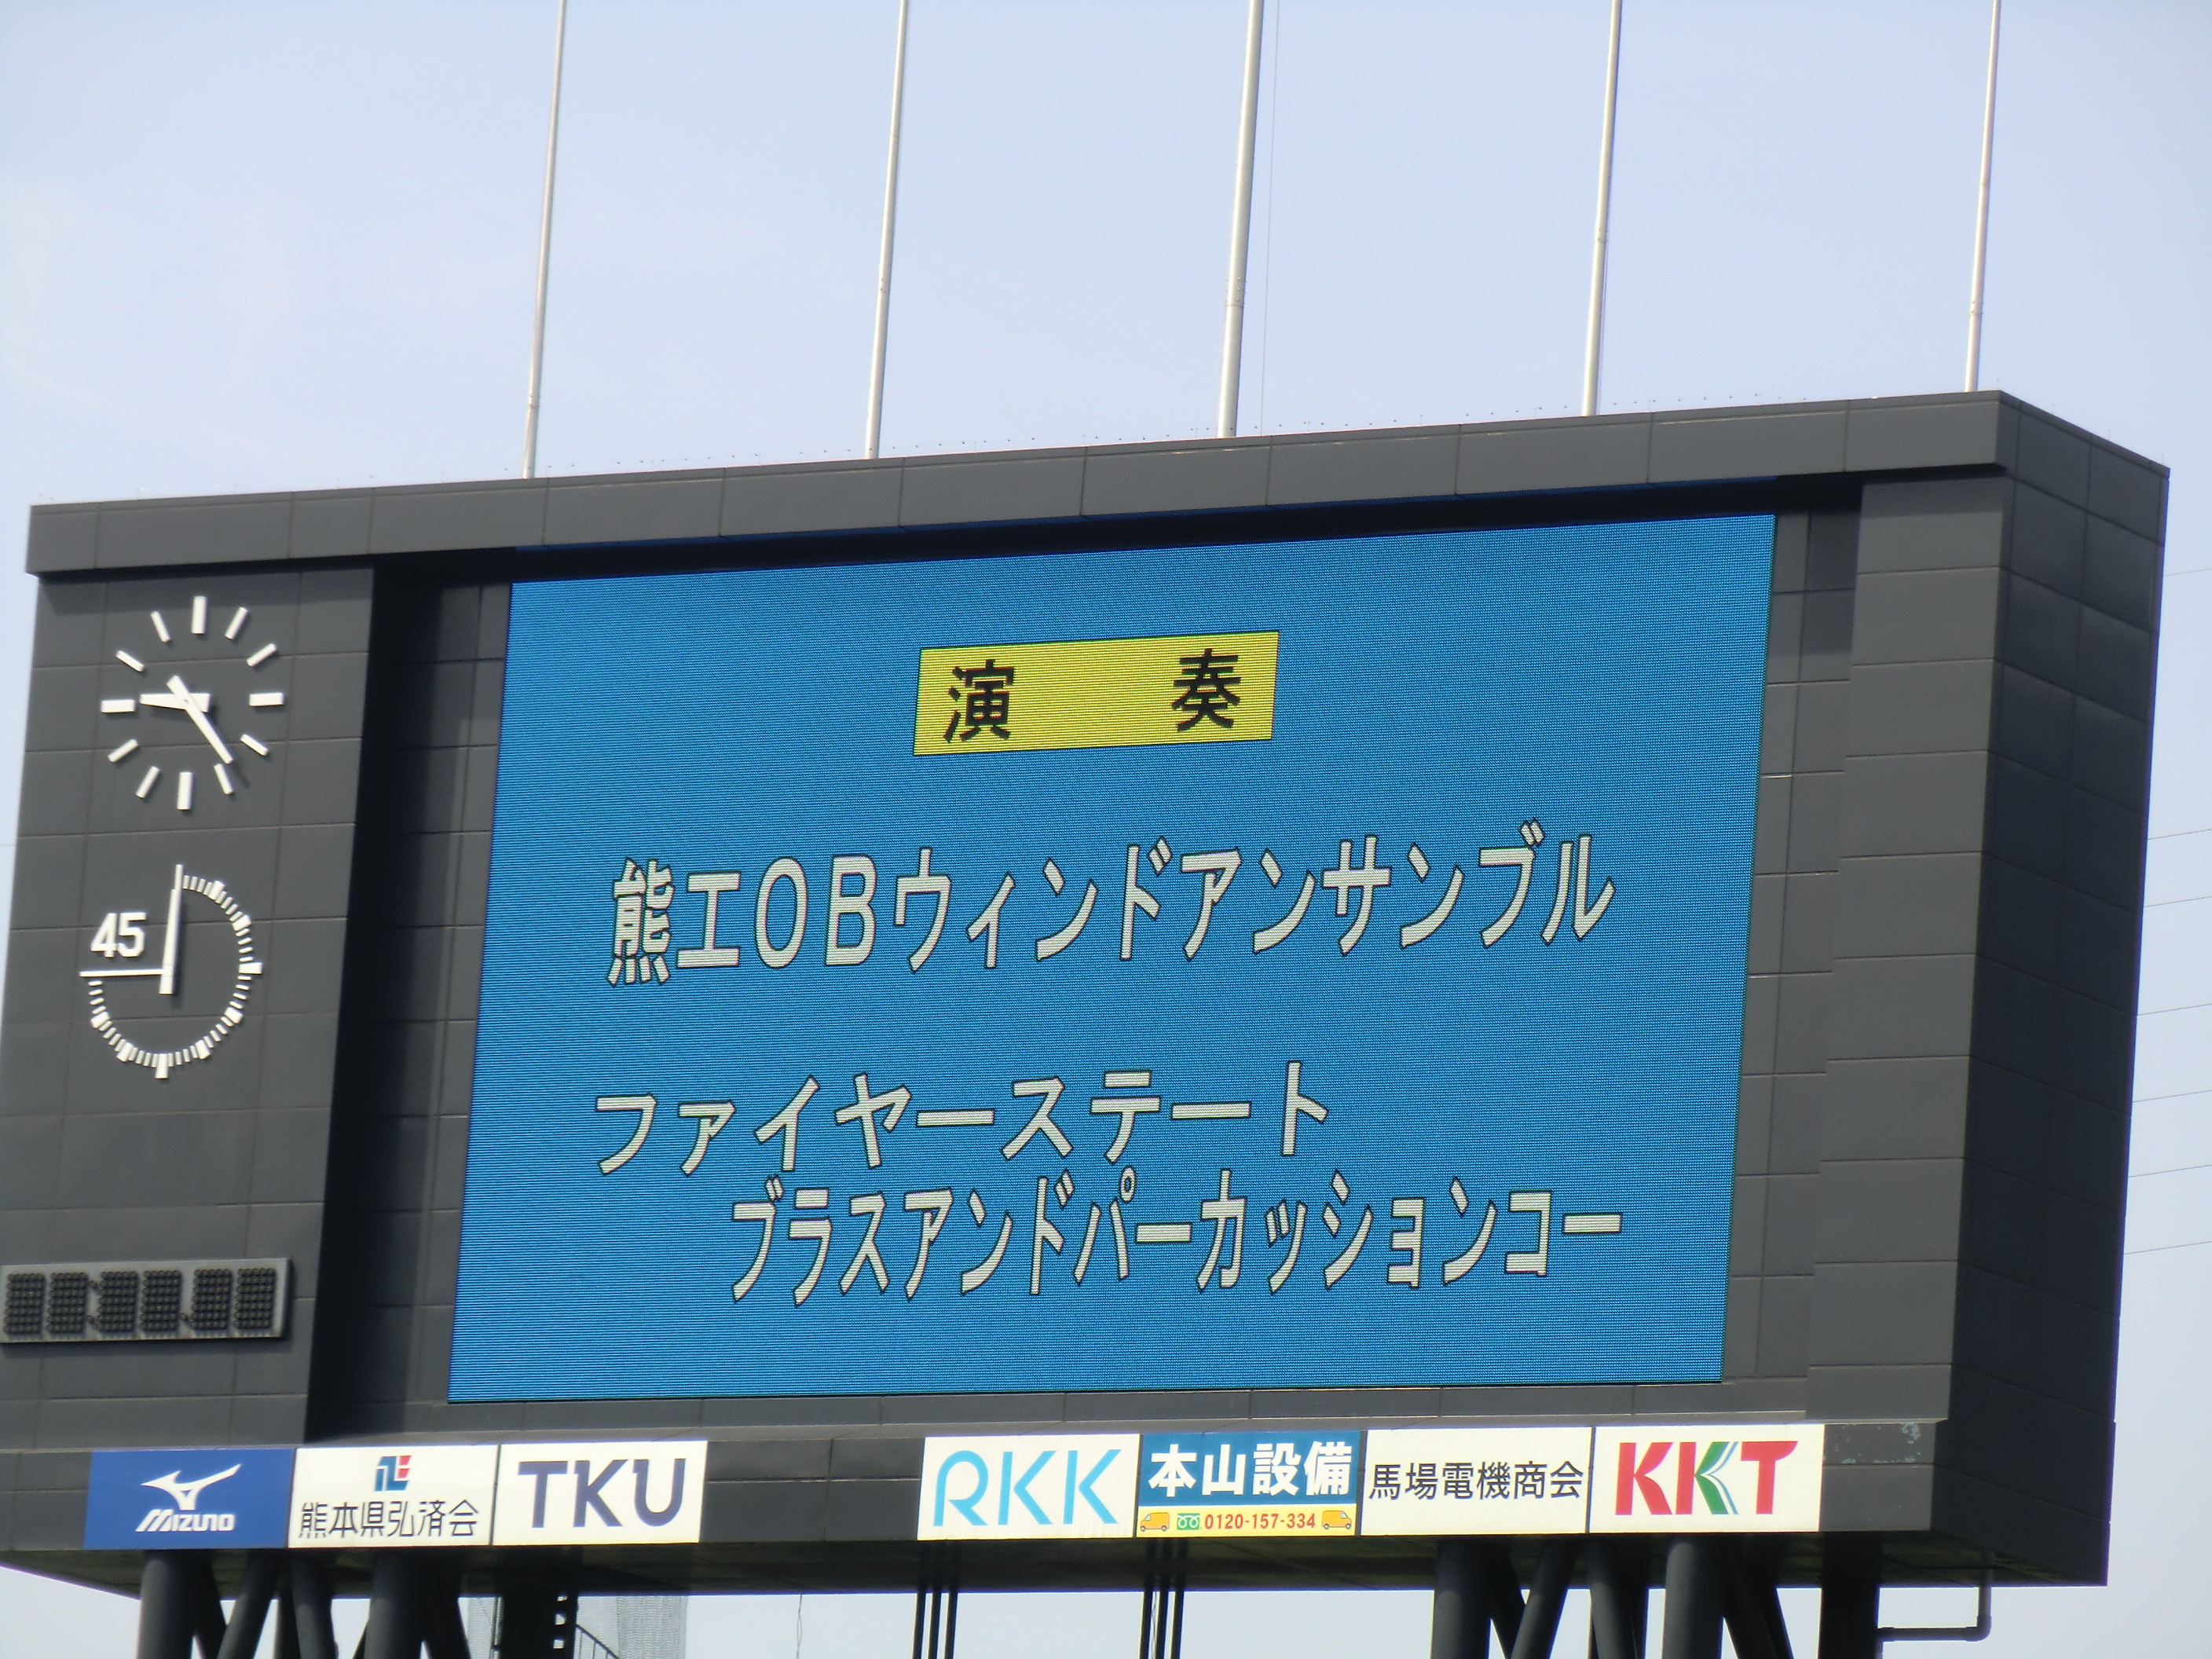 演　奏
熊工OBウィンドアンサンブル
ファイヤーステート
ブラスアンドパーカッションコー
45
MIZUNO
熊本県弘済会
TKU
RKK
本山設備
0120-157-334
馬場電機商会
KKT